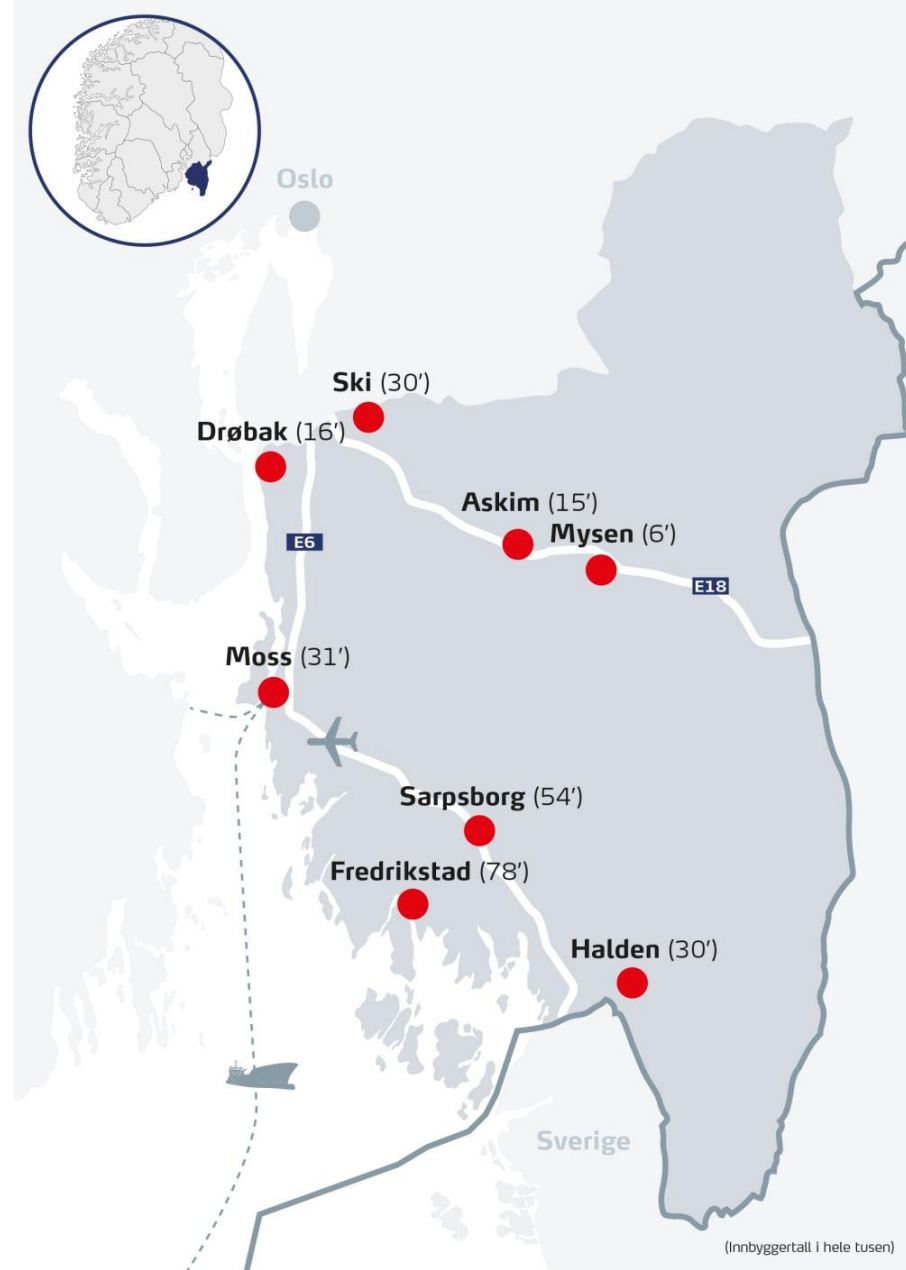 Oslo
Ski (30’)
Drøbak (16’)
Askim (15’)
E6
Mysen (6’)
E18
Moss (31’)
Sarpsborg (54’)
Fredrikstad (78’)
Halden (30’)
Sverige
(Innbyggertall i hele tusen)